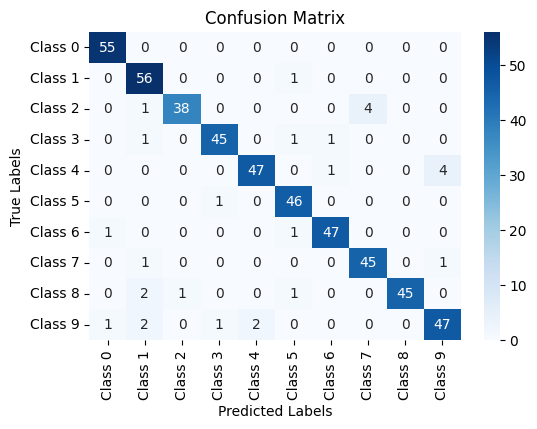 Confusion Matrix
True Labels
Class 0 55 0 0 0 0 0 0 0 0 0
Class 1 0 56 0 0 0 1 0 0 0 0
Class 2 0 1 38 0 0 0 0 4 0 0
Class 3 0 1 0 45 0 1 1 0 0 0
Class 4 0 0 0 0 47 0 1 0 0 4
Class 5 0 0 0 1 0 46 0 0 0 0
Class 6 1 0 0 0 0 1 47 0 0 0
Class 7 0 1 0 0 0 0 0 45 0 1
Class 8 0 2 1 0 0 1 0 0 45 0
Class 9 1 2 0 1 2 0 0 0 0 47
Class 0 Class 1 Class 2 Class 3 Class 4 Class 5 Class 6 Class 7 Class 8 Class 9
Predicted Labels
50
40
30
20
10
0